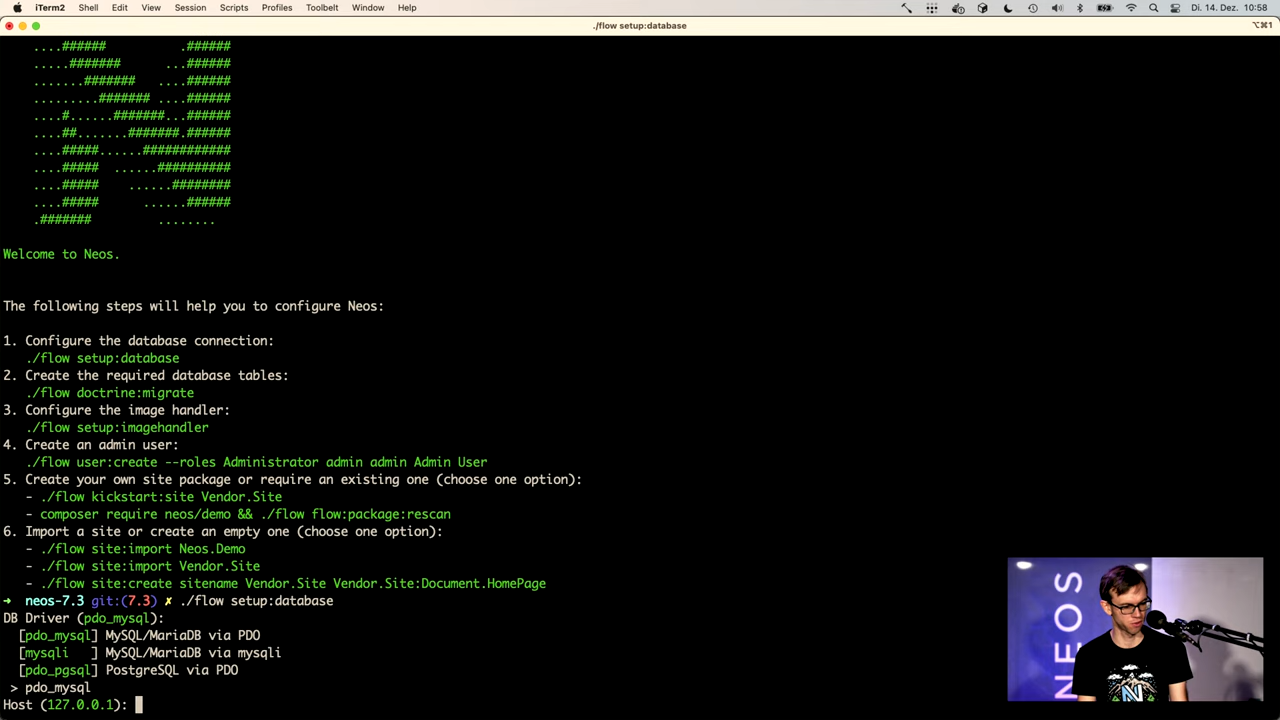 iTerm2 Shell Edit View Session Scripts Profiles Toolbelt Window Help Di. 14. Dez. 10:58
./flow setup:database ⌥⌘1
....###### .######
.....####### ...######
.......####### ....######
.........####### ....######
....#......#######...######
....##.......#######.######
....#####......############
....##### ......##########
....##### ......########
....##### ......######
.####### ........
Welcome to Neos.
The following steps will help you to configure Neos:
1. Configure the database connection:
./flow setup:database
2. Create the required database tables:
./flow doctrine:migrate
3. Configure the image handler:
./flow setup:imagehandler
4. Create an admin user:
./flow user:create --roles Administrator admin admin Admin User
5. Create your own site package or require an existing one (choose one option):
- ./flow kickstart:site Vendor.Site
- composer require neos/demo && ./flow flow:package:rescan
6. Import a site or create an empty one (choose one option):
- ./flow site:import Neos.Demo
- ./flow site:import Vendor.Site
- ./flow site:create sitename Vendor.Site Vendor.Site:Document.HomePage
➜ neos-7.3 git:(7.3) ✗ ./flow setup:database
DB Driver (pdo_mysql):
[pdo_mysql] MySQL/MariaDB via PDO
[mysqli ] MySQL/MariaDB via mysqli
[pdo_pgsql] PostgreSQL via PDO
> pdo_mysql
Host (127.0.0.1):
NEOS